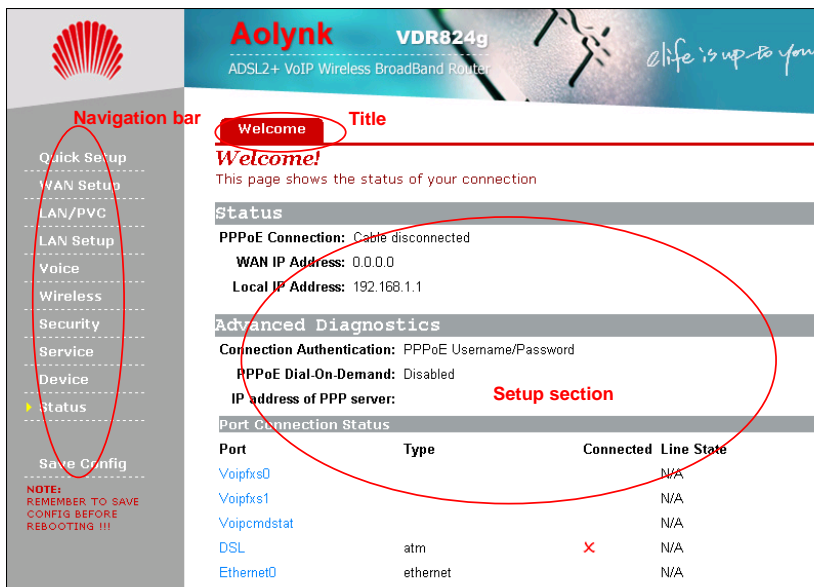 Aolynk VDR824g
ADSL2+ VoIP Wireless BroadBand Router
elife is up to you
Navigation bar
Title
Welcome
Quick Setup
WAN Setup
LAN/PVC
LAN Setup
Voice
Wireless
Security
Service
Device
Status
Save Config
NOTE:
REMEMBER TO SAVE
CONFIG BEFORE
REBOOTING !!!
Welcome!
This page shows the status of your connection
Status
PPPoE Connection: Cable disconnected
WAN IP Address: 0.0.0.0
Local IP Address: 192.168.1.1
Advanced Diagnostics
Connection Authentication: PPPoE Username/Password
PPPoE Dial-On-Demand: Disabled
IP address of PPP server:
Setup section
Port Connection Status
Port Type Connected Line State
Voipfxs0 N/A
Voipfxs1 N/A
Voipcmdstat N/A
DSL atm N/A
Ethernet0 ethernet N/A